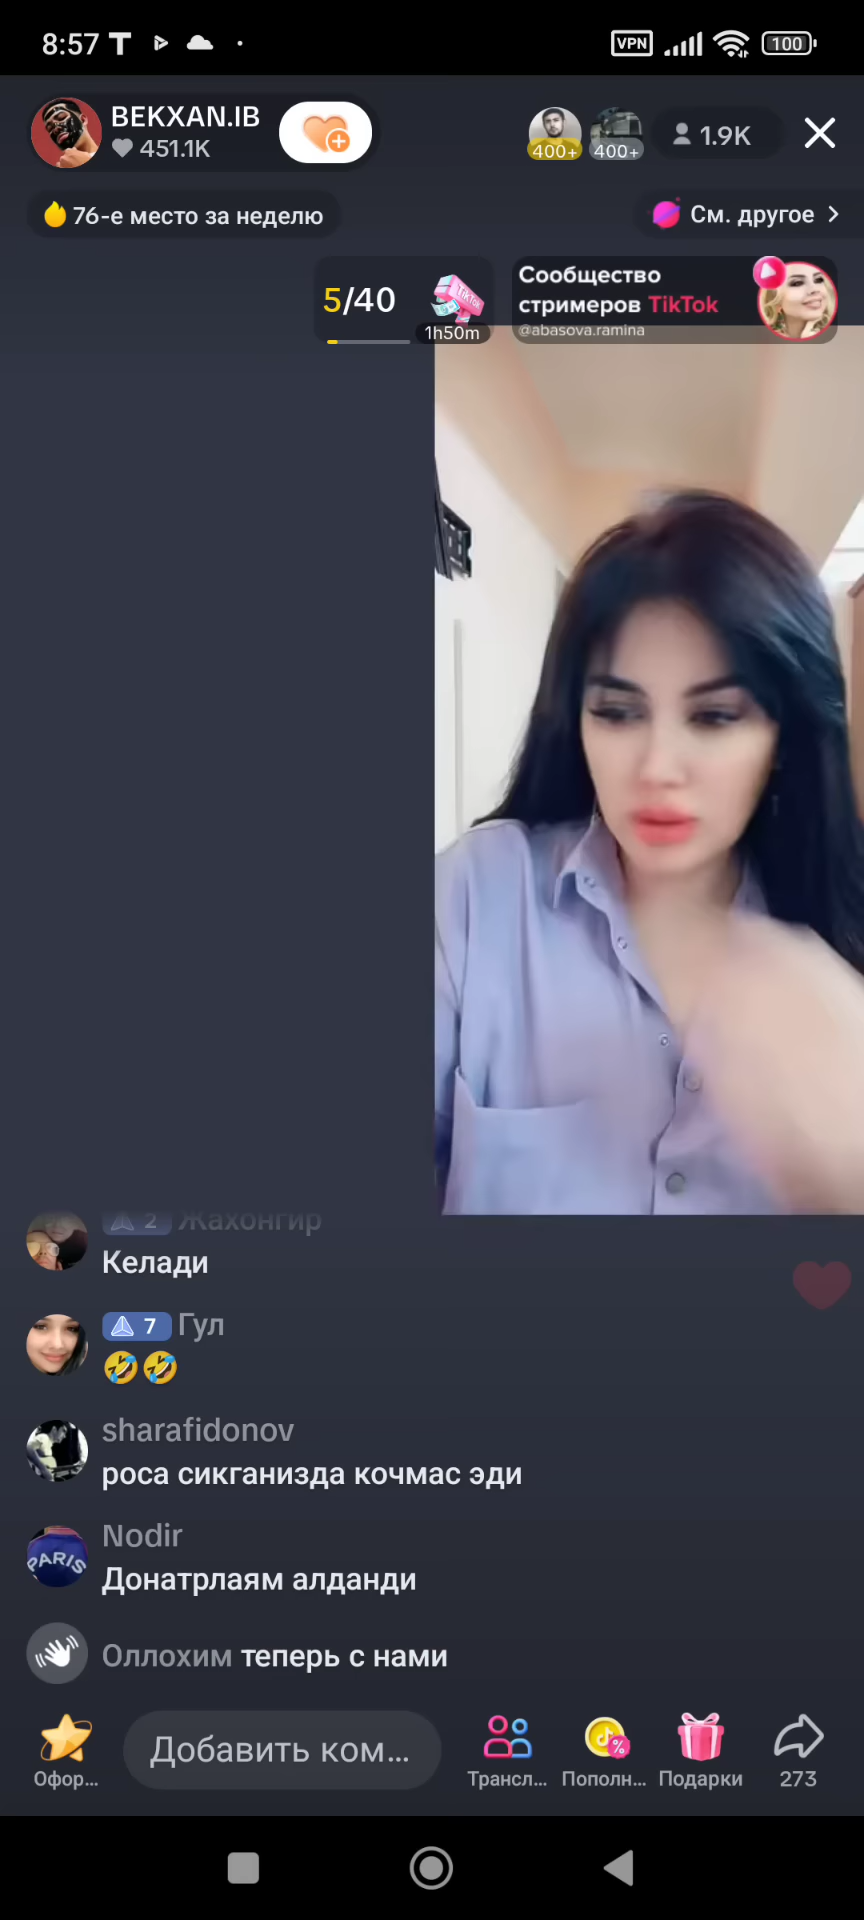 8:57
VPN
100
BEKXAN.IB
451.1K
400+
400+
1.9K
76-е место за неделю
См. другое
5/40
TikTok
1h50m
Сообщество
стримеров TikTok
@abasova.ramina
2 Жахонгир
Келади
7 Гул
sharafidonov
роса сикганизда кочмас эди
Nodir
PARIS
Донатрлаям алданди
Оллохим теперь с нами
Добавить ком...
Офор...
Трансл...
Пополн...
Подарки
273